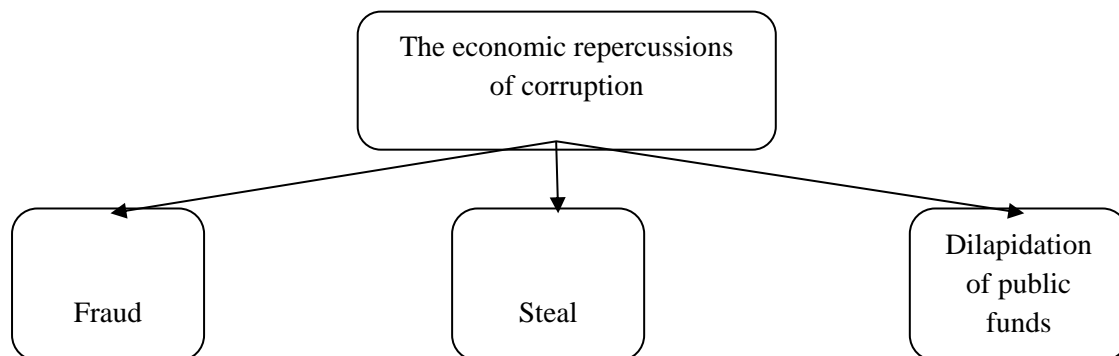 The economic repercussions
of corruption
Fraud
Steal
Dilapidation
of public
funds